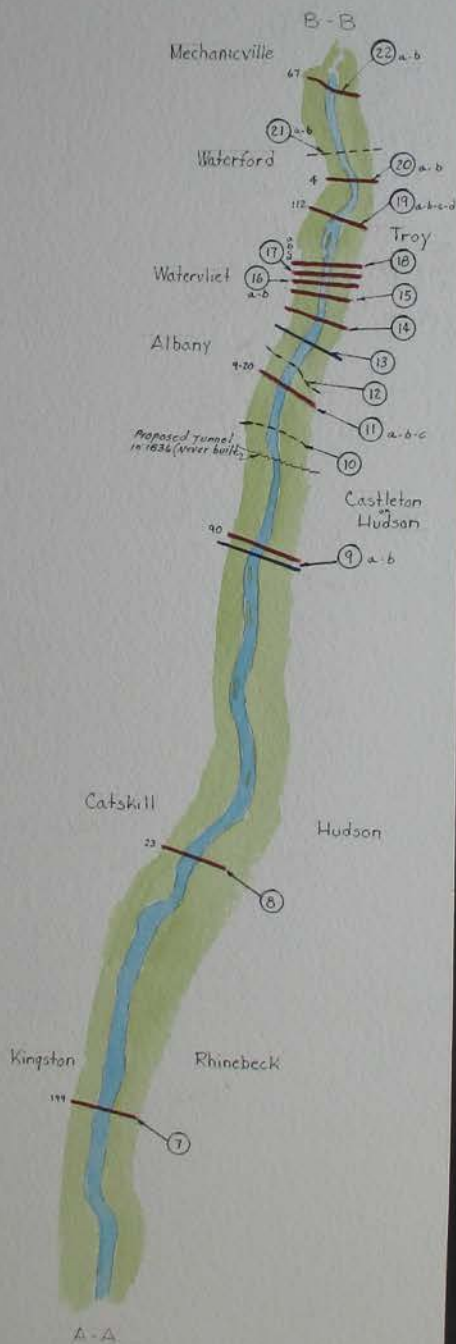 B-B
Mechanicville
67
22 a-b
21 a-b
Waterford
20 a-b
4
19 a-b-c-d
112
Troy
a
b
17
18
Watervliet
16
a-b
15
14
Albany
13
9-20
12
11 a-b-c
Proposed Tunnel
in 1836 (Never built)
10
Castleton
on
Hudson
90
9 a-b
Catskill
23
Hudson
8
Kingston
Rhinebeck
199
7
A-A